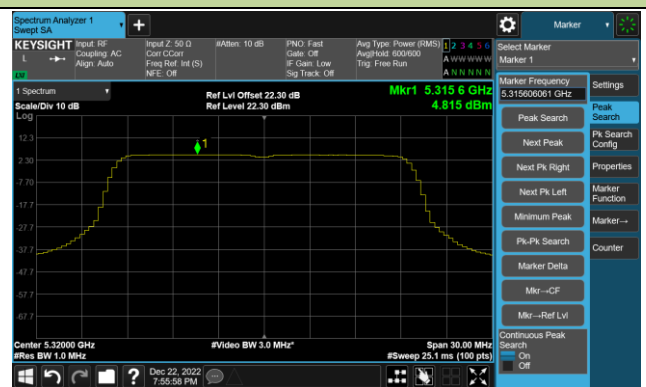 Spectrum Analyzer 1
Swept SA
Marker
KEYSIGHT
L
Input: RF
Coupling: AC
Align: Auto
Input Z: 50 Ω
Corr CCorr
Freq Ref: Int (S)
NFE: Off
#Atten: 10 dB
PNO: Fast
Gate: Off
IF Gain: Low
Sig Track: Off
Avg Type: Power (RMS)
Avg|Hold: 600/600
Trig: Free Run
1 2 3 4 5 6
A W W W W W
A N N N N N
LW
Select Marker
Marker 1
Marker Frequency
5.315606061 GHz
Settings
Peak Search
Next Peak
Next Pk Right
Next Pk Left
Minimum Peak
Pk-Pk Search
Marker Delta
Mkr→CF
Mkr→Ref Lvl
Continuous Peak
Search
On
Off
Peak
Search
Pk Search
Config
Properties
Marker
Function
Marker→
Counter
1 Spectrum
Scale/Div 10 dB
Log
Ref Lvl Offset 22.30 dB
Ref Level 22.30 dBm
Mkr1 5.315 6 GHz
4.815 dBm
1
12.3
2.30
-7.70
-17.7
-27.7
-37.7
-47.7
-57.7
-67.7
Center 5.32000 GHz
#Res BW 1.0 MHz
#Video BW 3.0 MHz*
Span 30.00 MHz
#Sweep 25.1 ms (100 pts)
?
Dec 22, 2022
7:55:58 PM